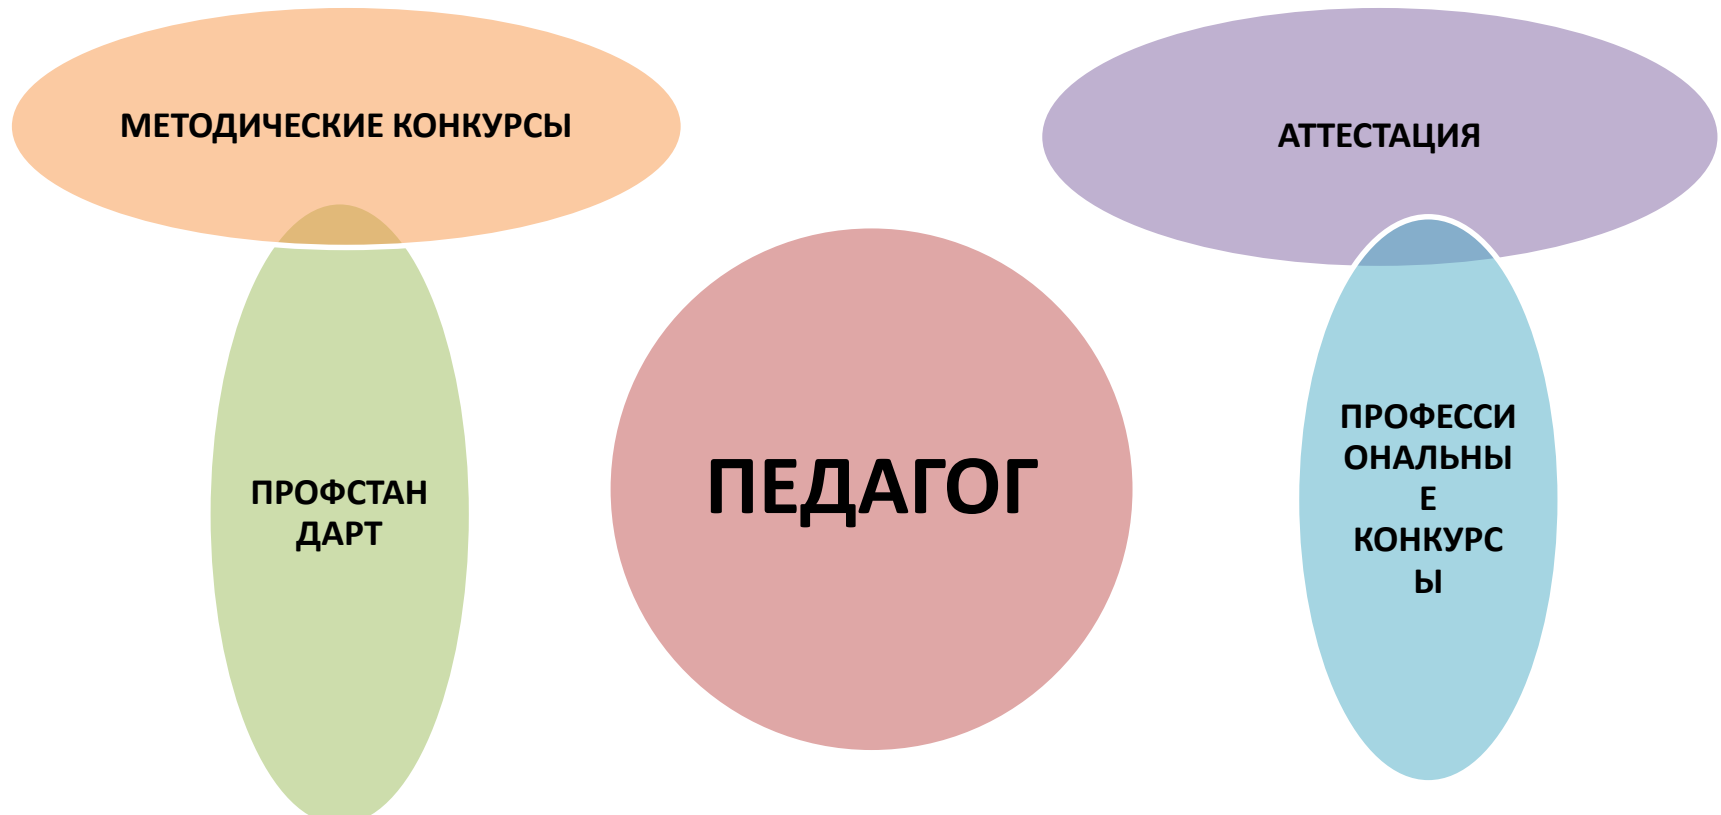 МЕТОДИЧЕСКИЕ КОНКУРСЫ
АТТЕСТАЦИЯ
ПРОФСТАН
ДАРТ
ПЕДАГОГ
ПРОФЕССИ
ОНАЛЬНЫ
Е
КОНКУРС
Ы